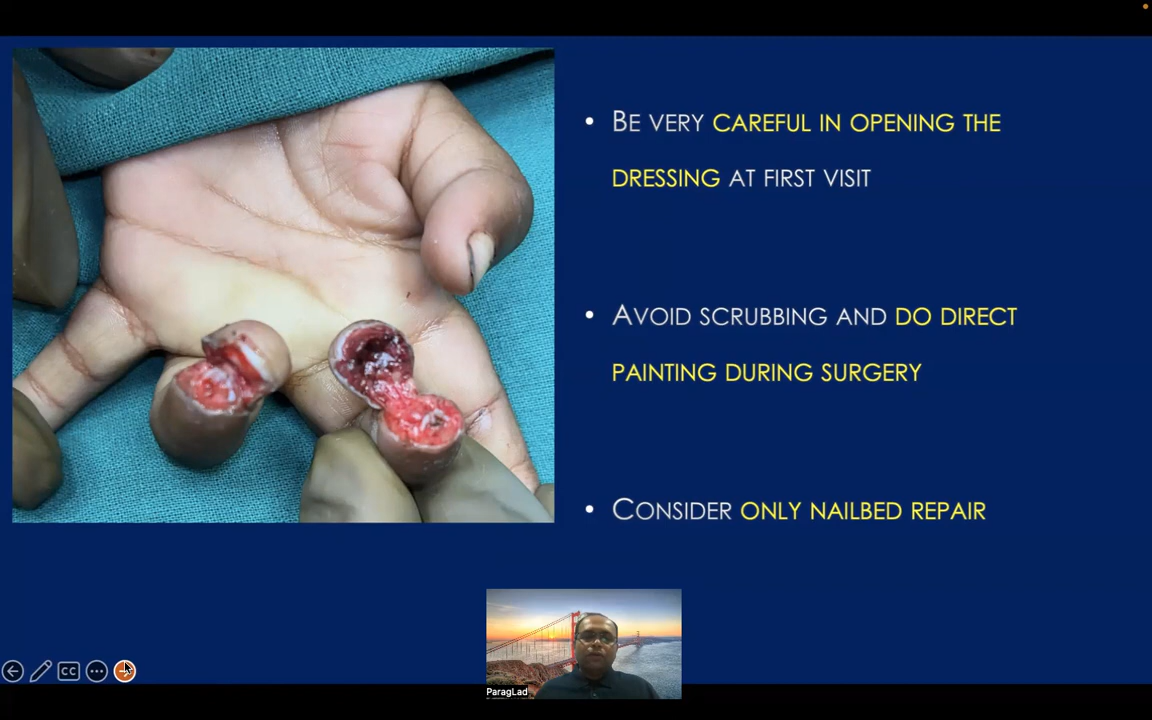 • BE VERY CAREFUL IN OPENING THE
DRESSING AT FIRST VISIT
• AVOID SCRUBBING AND DO DIRECT
PAINTING DURING SURGERY
• CONSIDER ONLY NAILBED REPAIR
ParagLad
CC